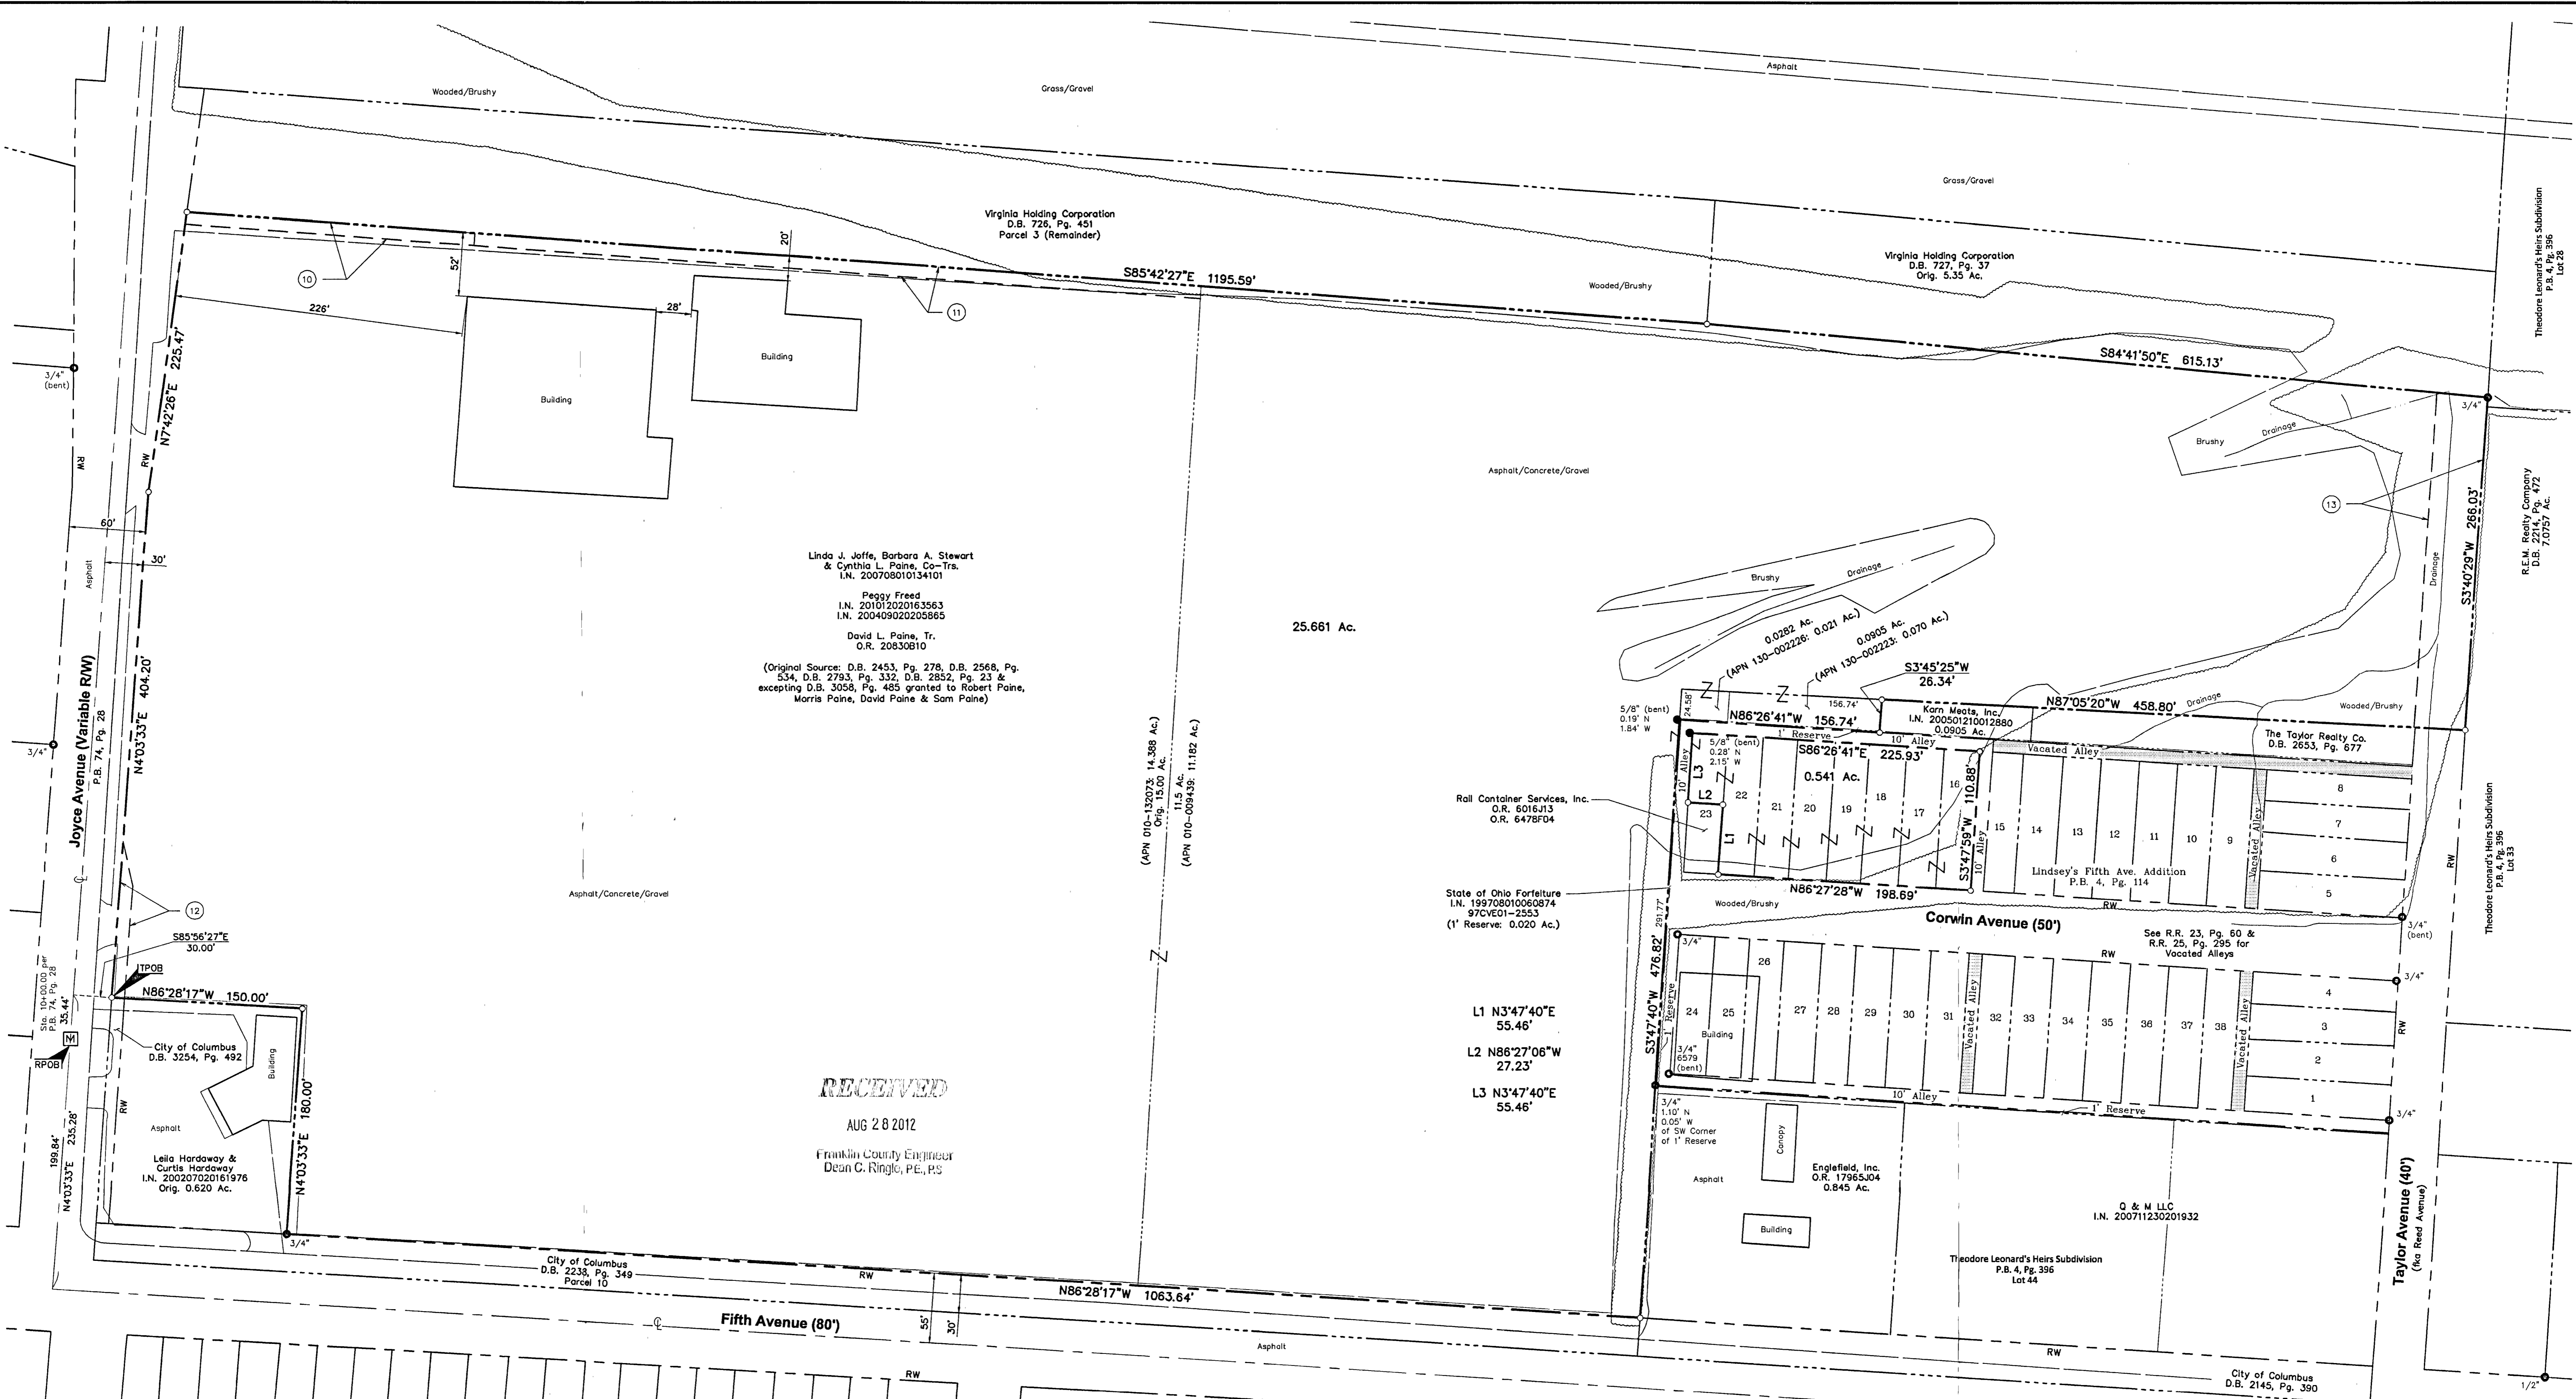 Asphalt
Wooded/Brushy
Grass/Gravel
Grass/Gravel
Theodore Leonard's Heirs Subdivision
P.B. 4, Pg. 396
Lot 28
Virginia Holding Corporation
D.B. 726, Pg. 451
Parcel 3 (Remainder)
Virginia Holding Corporation
D.B. 727, Pg. 37
Orig. 5.35 Ac.
Wooded/Brushy
S85°42'27"E 1195.59'
20'
52'
10
11
226'
28'
Building
Building
S84°41'50"E 615.13'
3/4"
3/4"
(bent)
N7°42'26"E 225.47'
RW
RW
60'
30'
Asphalt
Drainage
Brushy
Asphalt/Concrete/Gravel
13
Drainage
S3°40'29"W 266.03'
R.E.M. Realty Company
D.B. 2214, Pg. 472
7.0757 Ac.
Linda J. Joffe, Barbara A. Stewart
& Cynthia L. Paine, Co-Trs.
I.N. 200708010134101
Peggy Freed
I.N. 201012020163563
I.N. 200409020205865
David L. Paine, Tr.
O.R. 20830B10
(Original Source: D.B. 2453, Pg. 278, D.B. 2568, Pg.
534, D.B. 2793, Pg. 332, D.B. 2852, Pg. 23 &
excepting D.B. 3058, Pg. 485 granted to Robert Paine,
Morris Paine, David Paine & Sam Paine)
25.661 Ac.
Brushy
Drainage
0.0282 Ac.
(APN 130-002226: 0.021 Ac.)
0.0905 Ac.
(APN 130-002223: 0.070 Ac.)
S3°45'25"W
26.34'
3/4"
Joyce Avenue (Variable R/W)
P.B. 74, Pg. 28
N4°03'33"E 404.20'
(APN 010-132073: 14.388 Ac.)
Orig. 15.00 Ac.
11.5 Ac.
(APN 010-009439: 11.182 Ac.)
5/8" (bent)
0.19' N
1.84' W
24.58'
156.74'
N86°26'41"W 156.74'
1' Reserve
10' Alley
Karn Meats, Inc.
I.N. 200501210012880
0.0905 Ac.
N87°05'20"W 458.80'
Drainage
Wooded/Brushy
The Taylor Realty Co.
D.B. 2653, Pg. 677
5/8" (bent)
0.28' N
2.15' W
S86°26'41"E 225.93'
0.541 Ac.
Vacated Alley
10' Alley
L3
L2
L1
23
22
21
20
19
18
17
16
110.88'
S3°47'59"W
10' Alley
15
14
13
12
11
10
9
Vacated Alley
8
7
6
5
Lindsey's Fifth Ave. Addition
P.B. 4, Pg. 114
Rail Container Services, Inc.
O.R. 6016J13
O.R. 6478F04
N86°27'28"W 198.69'
RW
RW
Theodore Leonard's Heirs Subdivision
P.B. 4, Pg. 396
Lot 33
Asphalt/Concrete/Gravel
State of Ohio Forfeiture
I.N. 199708010060874
97CVE01-2553
(1' Reserve: 0.020 Ac.)
Wooded/Brushy
Corwin Avenue (50')
3/4"
(bent)
See R.R. 23, Pg. 60 &
R.R. 25, Pg. 295 for
Vacated Alleys
12
S85°56'27"E
30.00'
TPOB
Sta. 10+00.00 per
P.B. 74, Pg. 28
35.44'
N86°28'17"W 150.00'
291.77'
S3°47'40"W 476.82'
1' Reserve
3/4"
26
24
25
Building
3/4"
6579
(bent)
27
28
29
30
31
Vacated Alley
32
33
34
35
36
37
38
Vacated Alley
RW
4
3
2
1
3/4"
RW
RPOB
City of Columbus
D.B. 3254, Pg. 492
Building
L1 N3°47'40"E
55.46'
L2 N86°27'06"W
27.23'
L3 N3°47'40"E
55.46'
RECEIVED
AUG 28 2012
Franklin County Engineer
Dean C. Ringle, P.E., P.S
RW
Asphalt
N4°03'33"E 180.00'
199.84'
N4°03'33"E 235.28'
Leila Hardaway &
Curtis Hardaway
I.N. 200207020161976
Orig. 0.620 Ac.
10' Alley
1' Reserve
3/4"
3/4"
1.10' N
0.05' W
of SW Corner
of 1' Reserve
Canopy
Asphalt
Englefield, Inc.
O.R. 17965J04
0.845 Ac.
Building
Q & M LLC
I.N. 200711230201932
Theodore Leonard's Heirs Subdivision
P.B. 4, Pg. 396
Lot 44
Taylor Avenue (40')
(fka Reed Avenue)
3/4"
City of Columbus
D.B. 2238, Pg. 349
Parcel 10
RW
N86°28'17"W 1063.64'
Fifth Avenue (80')
55'
30'
Asphalt
RW
RW
City of Columbus
D.B. 2145, Pg. 390
1/2"